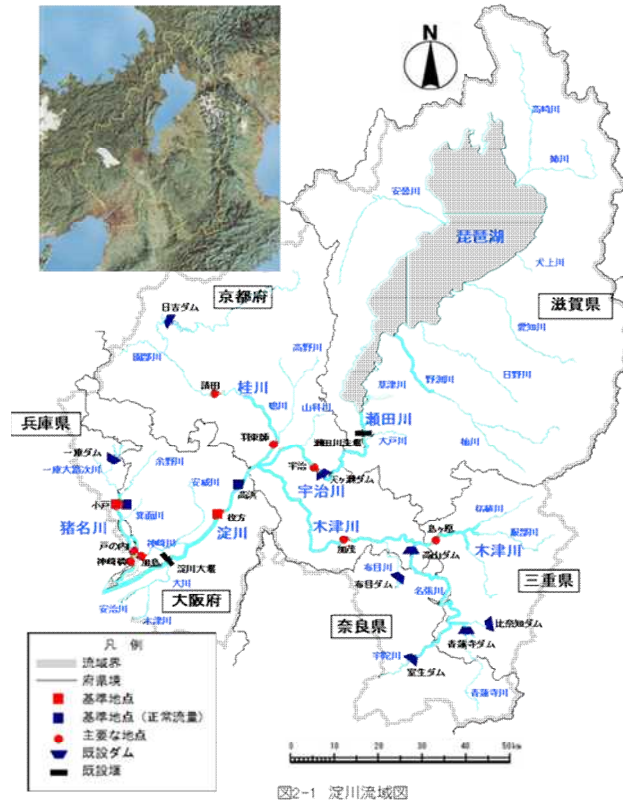 N
高時川
姉川
安曇川
琵琶湖
犬上川
京都府
滋賀県
日吉ダム
愛知川
高野川
園部川
草津川
野洲川
日野川
清田
桂川
鴨川
山科川
瀬田川
杣川
兵庫県
羽束師
瀬田川洗堰
大戸川
一庫ダム
余野川
宇治
天ヶ瀬ダム
一庫大路次川
安威川
高浜
宇治川
小戸
箕面川
枚方
淀川
木津川
島ヶ原
服部川
猪名川
戸の内
神崎川
加茂
高山ダム
木津川
神崎橋
淀川大堰
布目川
布目ダム
三重県
大川
名張川
安治川
大阪府
木津川
奈良県
比奈知ダム
青蓮寺ダム
宇陀川
室生ダム
青蓮寺川
凡 例
流域界
府県境
基準地点
基準地点（正常流量）
主要な地点
既設ダム
既設堰
0 10 20 30 40 50km
図2-1 淀川流域図